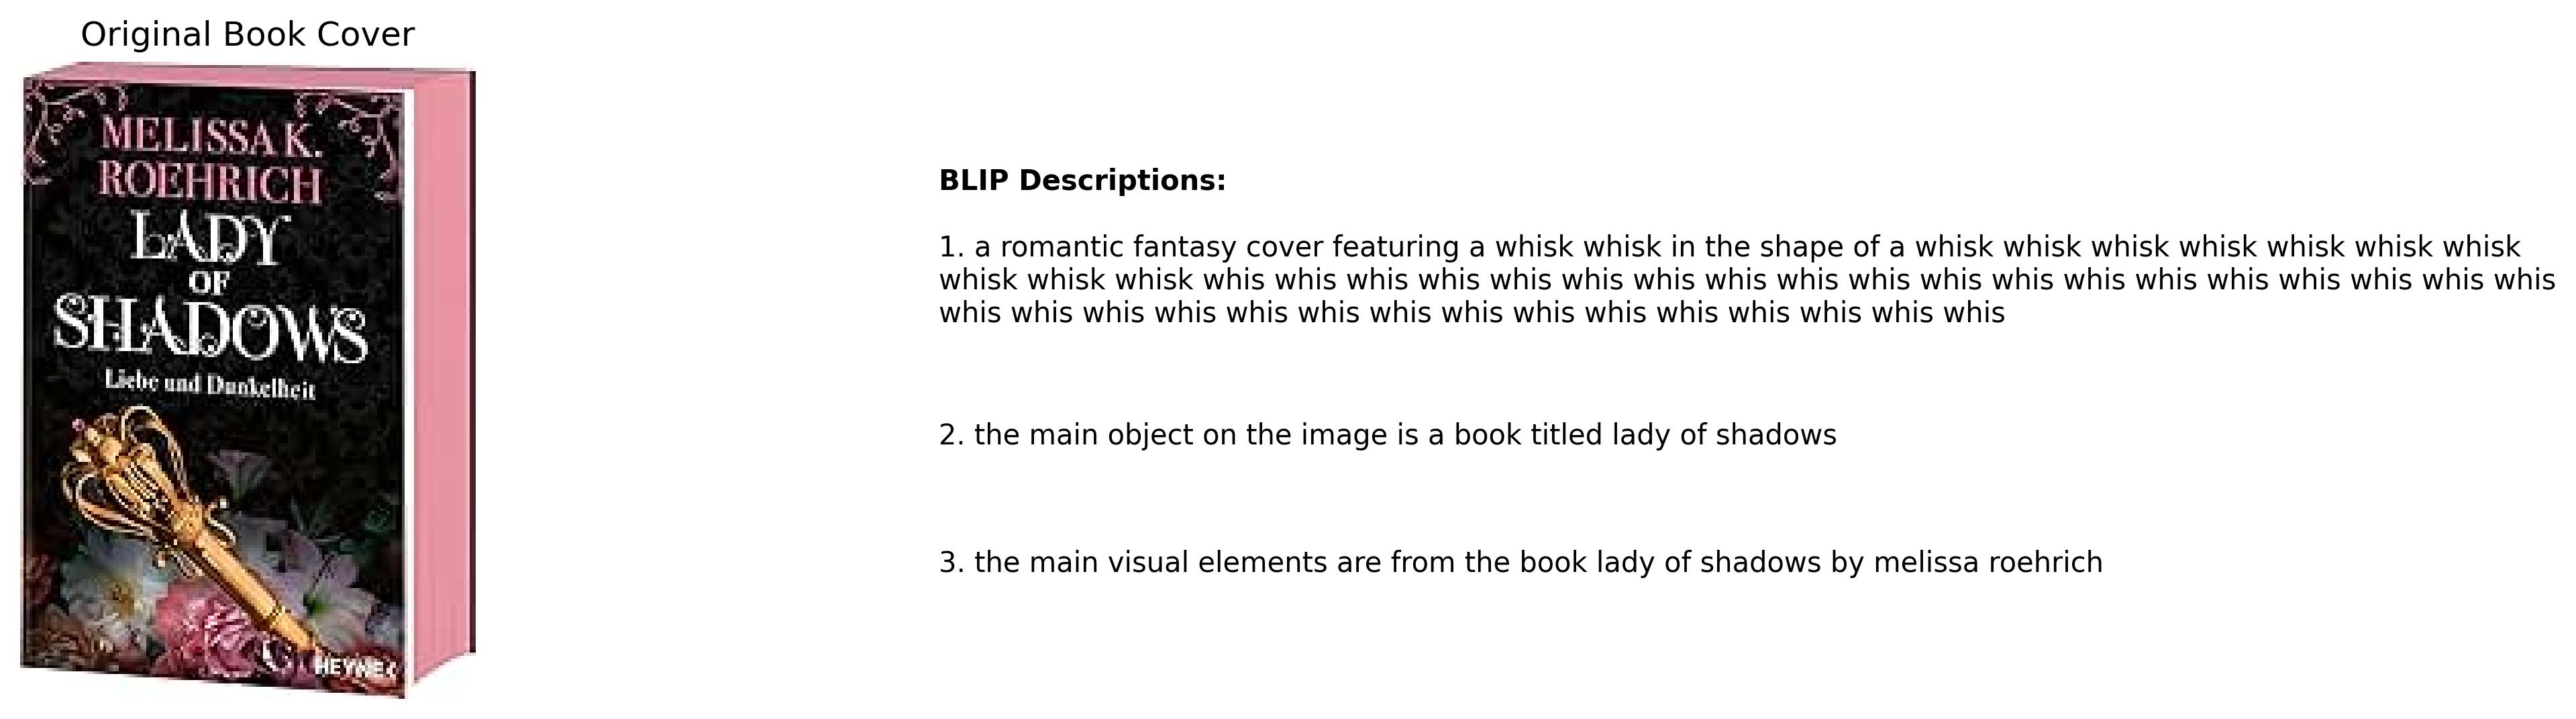 Original Book Cover
MELISSA K.
ROEHRICH
LADY
OF
SHADOWS
Liebe und Dunkelheit
HEYNE
BLIP Descriptions:
1. a romantic fantasy cover featuring a whisk whisk in the shape of a whisk whisk whisk whisk whisk whisk whisk
whisk whisk whisk whis whis whis whis whis whis whis whis whis whis whis whis whis whis whis whis whis whis whis
whis whis whis whis whis whis whis whis whis whis whis whis whis whis whis
2. the main object on the image is a book titled lady of shadows
3. the main visual elements are from the book lady of shadows by melissa roehrich